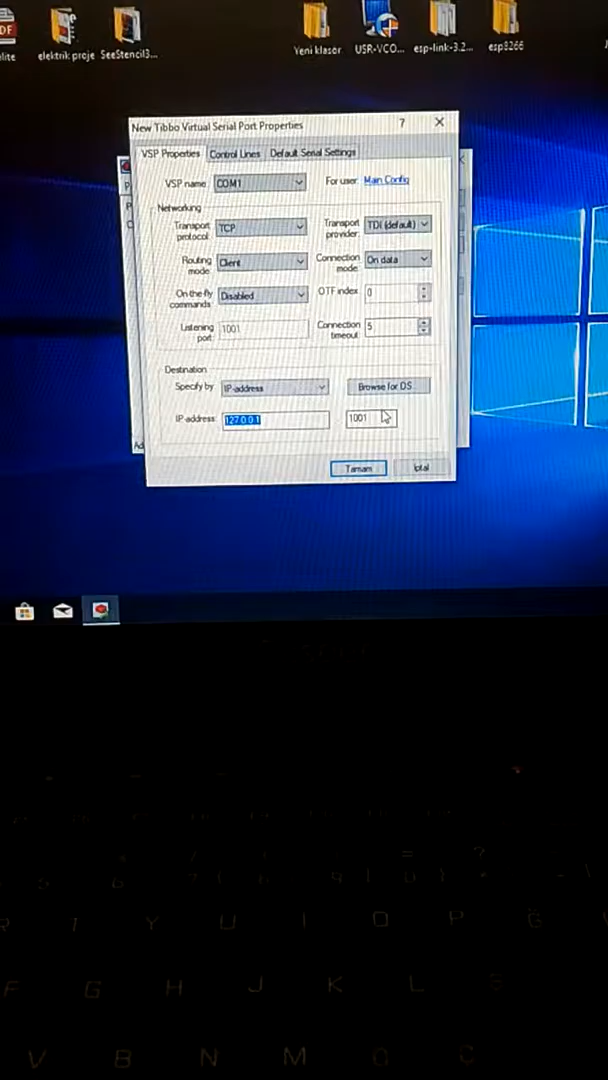 elektrik proje
SeeStencil3...
Yeni klasör
USR-VCO...
esp-link-3.2...
esp8266
New Tibbo Virtual Serial Port Properties
?
VSP Properties
Control Lines
Default Serial Settings
VSP name:
COM1
For user:
Main Config
Networking
Transport protocol:
TCP
Transport provider:
TDI (default)
Routing mode:
Client
Connection mode:
On data
On-the-fly commands:
Disabled
OTF index:
0
Listening port:
1001
Connection timeout:
5
Destination
Specify by:
IP-address
Browse for DS
IP-address:
127.0.0.1
1001
Tamam
İptal
R T Y U I O P Ğ
F G H J K L Ş
V B N M Ö Ç